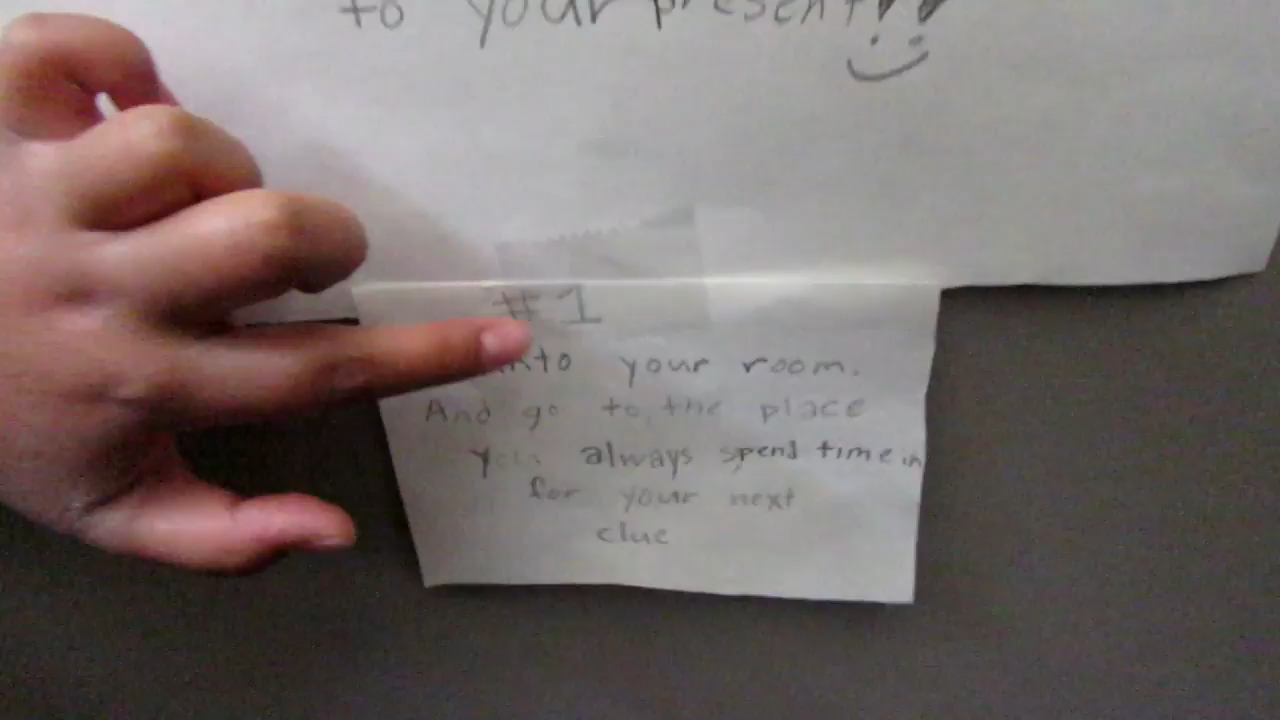 to your present!!
#1
into your room.
And go to the place
you always spend time in
for your next
clue